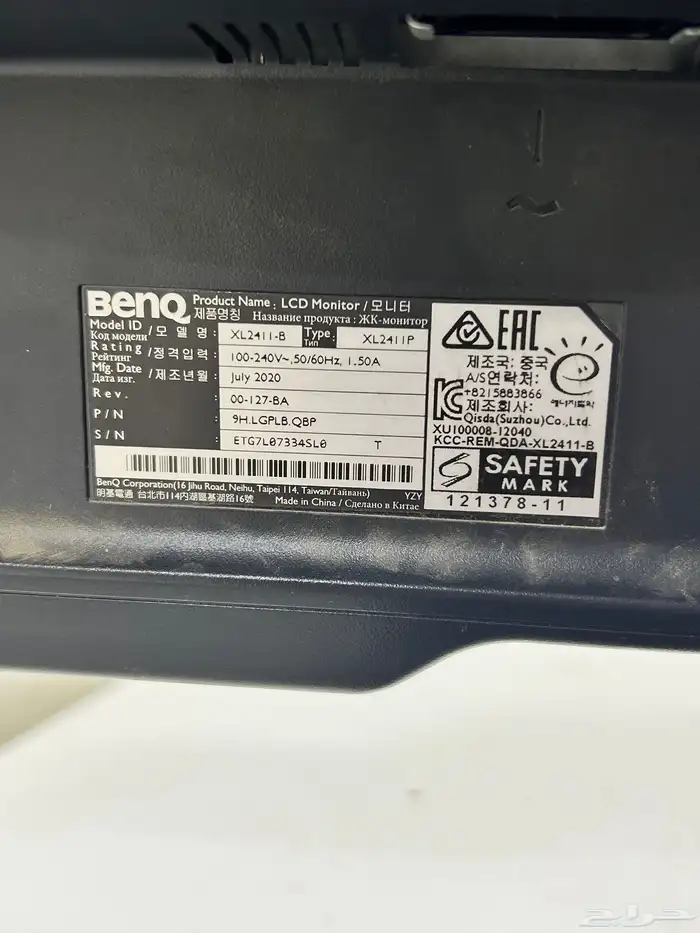 BenQ Product Name : LCD Monitor / 모니터
제품명칭 Название продукта : ЖК-монитор
Model ID / 모 델 명 : XL2411-B Type : XL2411P
Код модели Тип
Rating / 정격입력 : 100-240V~,50/60Hz, 1.50A
Рейтинг
Mfg. Date / 제조년월 : July 2020
Дата изг.
Rev. : 00-127-BA
P/N : 9H.LGPLB.QBP
S/N : ETG7L07334SL0 T
BenQ Corporation(16 Jihu Road, Neihu, Taipei 114, Taiwan/Тайвань) YZY
明基電通 台北市114內湖區基湖路16號 Made in China / Сделано в Китае
EAC
제조국: 중국
A/S연락처:
+8215883866
제조회사:
에너지절약
Qisda(Suzhou)Co.,Ltd.
XU100008-12040
KCC-REM-QDA-XL2411-B
SAFETY
MARK
121378-11
حراج